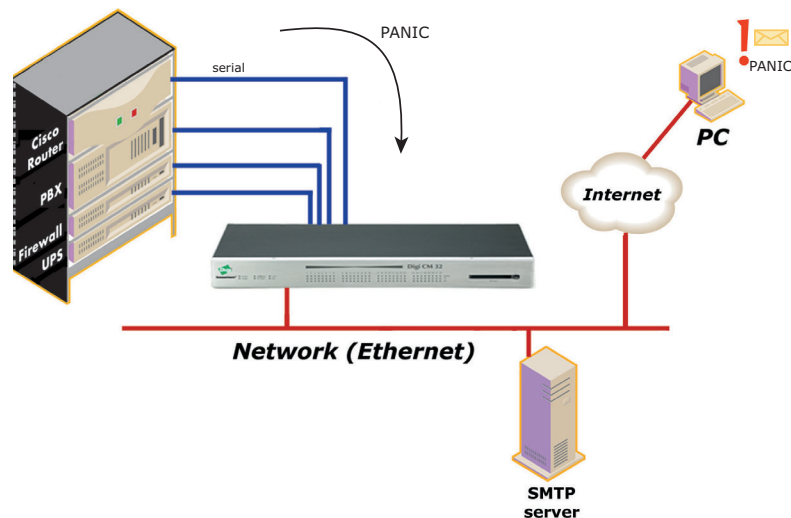 PANIC
serial
Cisco
Router
PBX
Firewall
UPS
Digi CM 32
PANIC
PC
Internet
Network (Ethernet)
SMTP
server